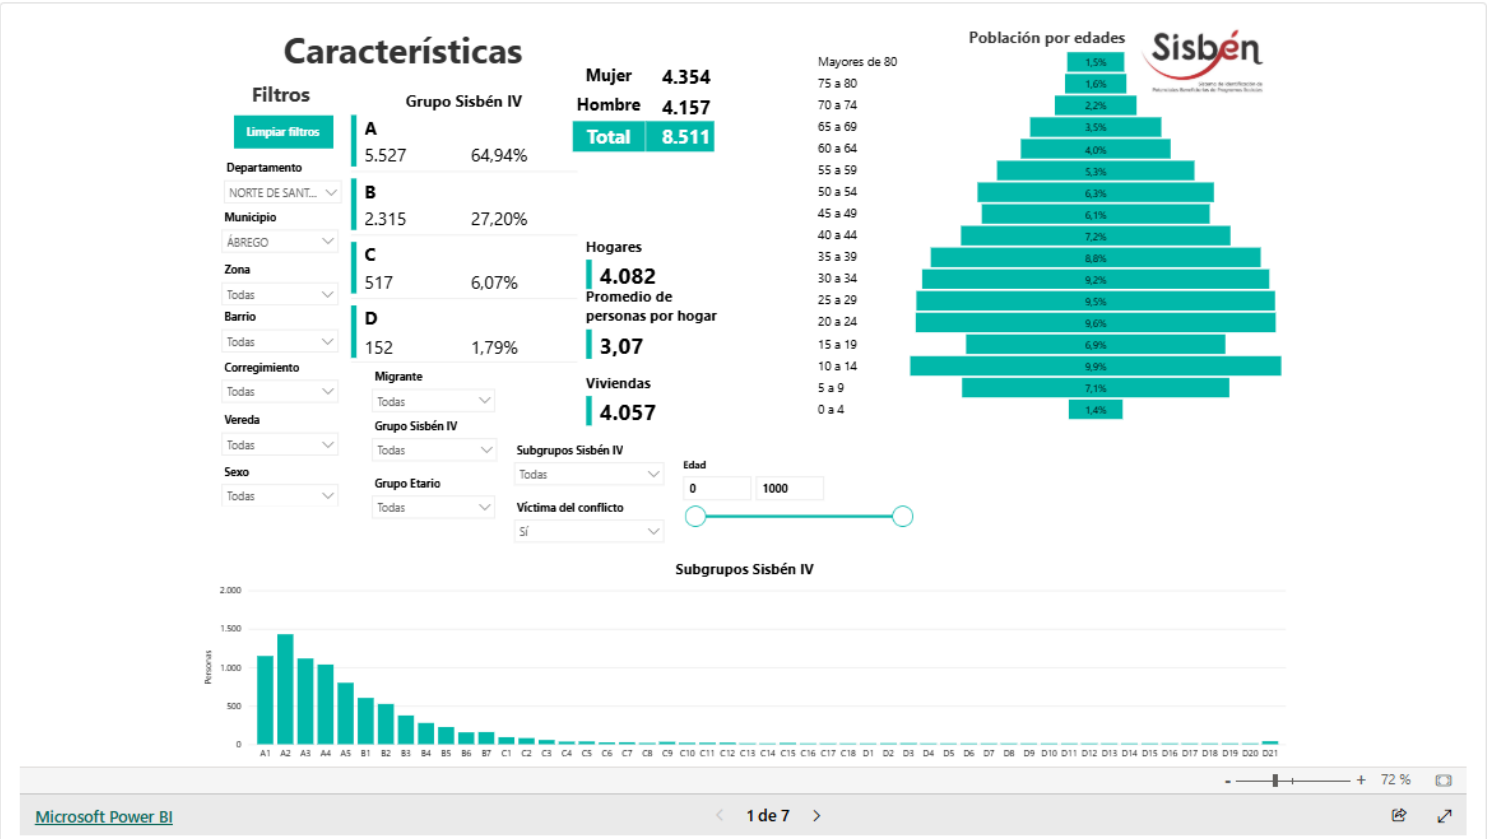 Características
Filtros
Limpiar filtros
Departamento
NORTE DE SANT...
Municipio
ÁBREGO
Zona
Todas
Barrio
Todas
Corregimiento
Todas
Vereda
Todas
Sexo
Todas
Grupo Sisbén IV
A
5.527 64,94%
B
2.315 27,20%
C
517 6,07%
D
152 1,79%
Migrante
Todas
Grupo Sisbén IV
Todas
Grupo Etario
Todas
Mujer 4.354
Hombre 4.157
Total 8.511
Hogares
4.082
Promedio de
personas por hogar
3,07
Viviendas
4.057
Subgrupos Sisbén IV
Todas
Víctima del conflicto
Sí
Edad
0 1000
Población por edades
Sisbén
Sistema de Identificación de
Potenciales Beneficiarios de Programas Sociales
Mayores de 80 1,5%
75 a 80 1,6%
70 a 74 2,2%
65 a 69 3,5%
60 a 64 4,0%
55 a 59 5,3%
50 a 54 6,3%
45 a 49 6,1%
40 a 44 7,2%
35 a 39 8,8%
30 a 34 9,2%
25 a 29 9,5%
20 a 24 9,6%
15 a 19 6,9%
10 a 14 9,9%
5 a 9 7,1%
0 a 4 1,4%
Subgrupos Sisbén IV
Personas
2.000
1.500
1.000
500
0
A1 A2 A3 A4 A5 B1 B2 B3 B4 B5 B6 B7 C1 C2 C3 C4 C5 C6 C7 C8 C9 C10 C11 C12 C13 C14 C15 C16 C17 C18 D1 D2 D3 D4 D5 D6 D7 D8 D9 D10 D11 D12 D13 D14 D15 D16 D17 D18 D19 D20 D21
- + 72 %
Microsoft Power BI
1 de 7